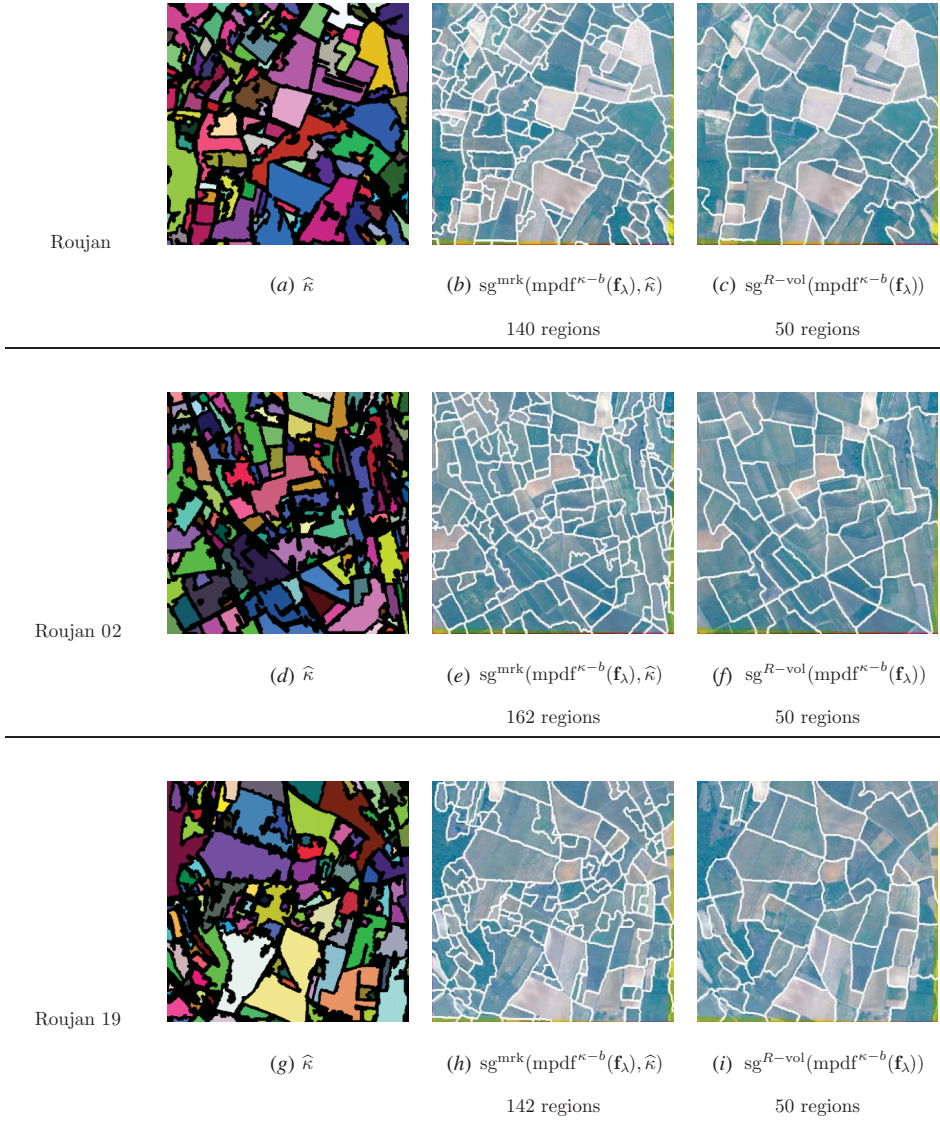 Roujan
(a) κ̂
(b) sg^mrk(mpdf^κ−b(f_λ), κ̂)
(c) sg^R−vol(mpdf^κ−b(f_λ))
140 regions
50 regions
Roujan 02
(d) κ̂
(e) sg^mrk(mpdf^κ−b(f_λ), κ̂)
(f) sg^R−vol(mpdf^κ−b(f_λ))
162 regions
50 regions
Roujan 19
(g) κ̂
(h) sg^mrk(mpdf^κ−b(f_λ), κ̂)
(i) sg^R−vol(mpdf^κ−b(f_λ))
142 regions
50 regions